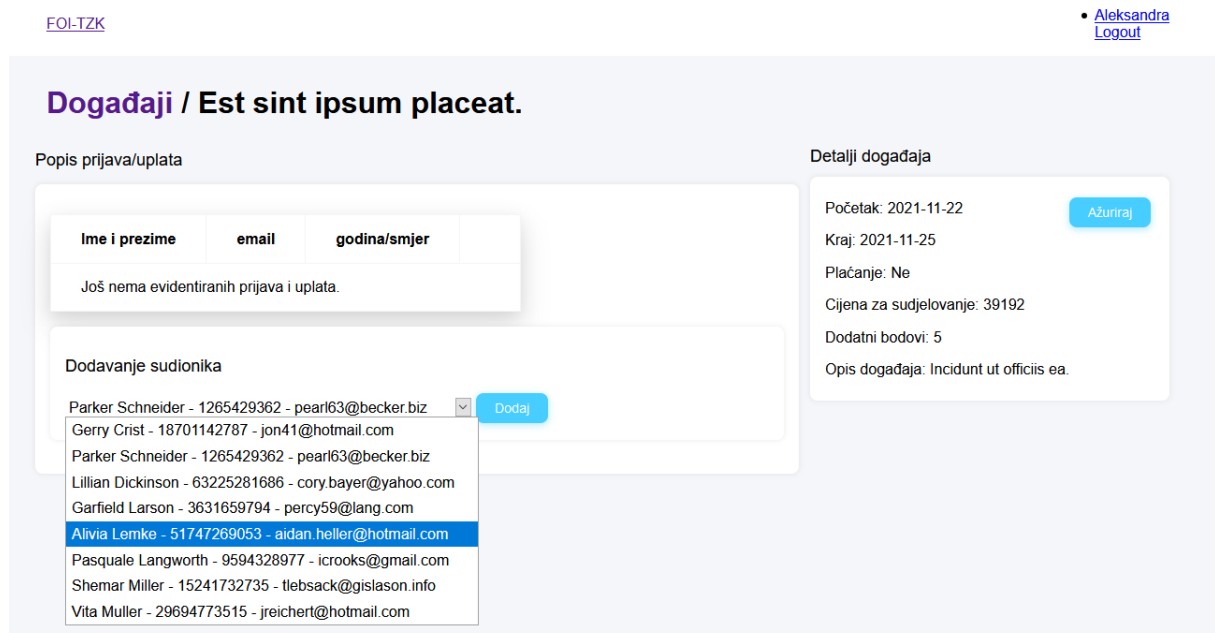 FOI-TZK
Aleksandra
Logout
Događaji / Est sint ipsum placeat.
Popis prijava/uplata
Ime i prezime email godina/smjer
Još nema evidentiranih prijava i uplata.
Dodavanje sudionika
Parker Schneider - 1265429362 - pearl63@becker.biz Dodaj
Gerry Crist - 18701142787 - jon41@hotmail.com
Parker Schneider - 1265429362 - pearl63@becker.biz
Lillian Dickinson - 63225281686 - cory.bayer@yahoo.com
Garfield Larson - 3631659794 - percy59@lang.com
Alivia Lemke - 51747269053 - aidan.heller@hotmail.com
Pasquale Langworth - 9594328977 - icrooks@gmail.com
Shemar Miller - 15241732735 - tlebsack@gislason.info
Vita Muller - 29694773515 - jreichert@hotmail.com
Detalji događaja
Početak: 2021-11-22 Ažuriraj
Kraj: 2021-11-25
Plaćanje: Ne
Cijena za sudjelovanje: 39192
Dodatni bodovi: 5
Opis događaja: Incidunt ut officiis ea.